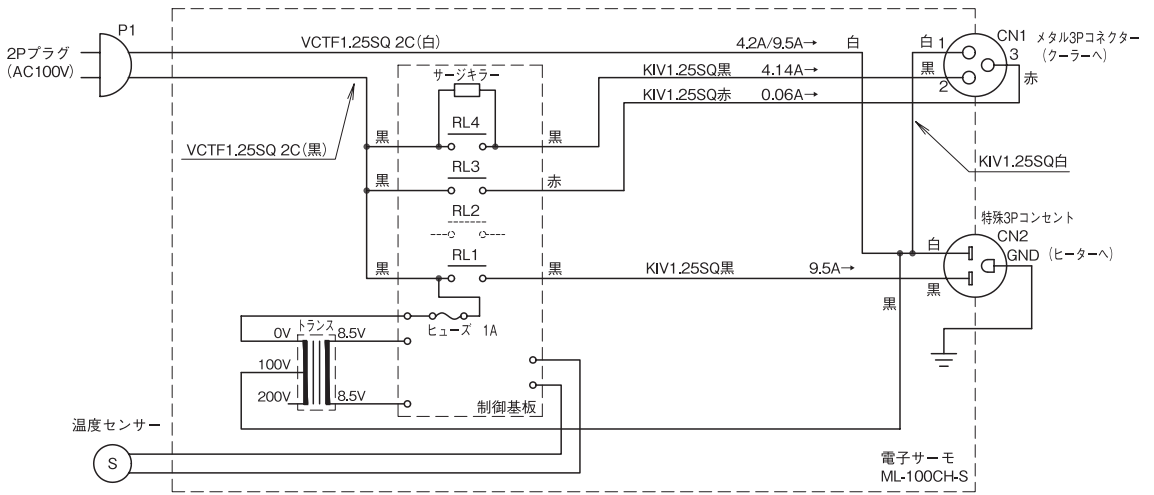 P1
2Pプラグ
(AC100V)
VCTF1.25SQ 2C(白)
4.2A/9.5A→
白
白
1
CN1
メタル3Pコネクター
(クーラーへ)
3
サージキラー
KIV1.25SQ黒
4.14A→
黒
2
赤
KIV1.25SQ赤
0.06A→
RL4
黒
黒
VCTF1.25SQ 2C(黒)
KIV1.25SQ白
RL3
黒
赤
RL2
特殊3Pコンセント
CN2
白
GND
(ヒーターへ)
RL1
黒
黒
KIV1.25SQ黒
9.5A→
黒
黒
ヒューズ 1A
トランス
0V
8.5V
100V
200V
8.5V
制御基板
温度センサー
S
電子サーモ
ML-100CH-S